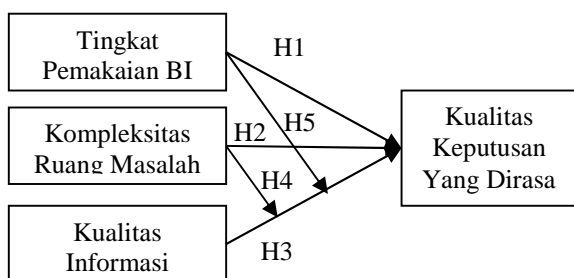 Tingkat
Pemakaian BI
H1
Kompleksitas
Ruang Masalah
H2
H5
H4
Kualitas
Informasi
H3
Kualitas
Keputusan
Yang Dirasa